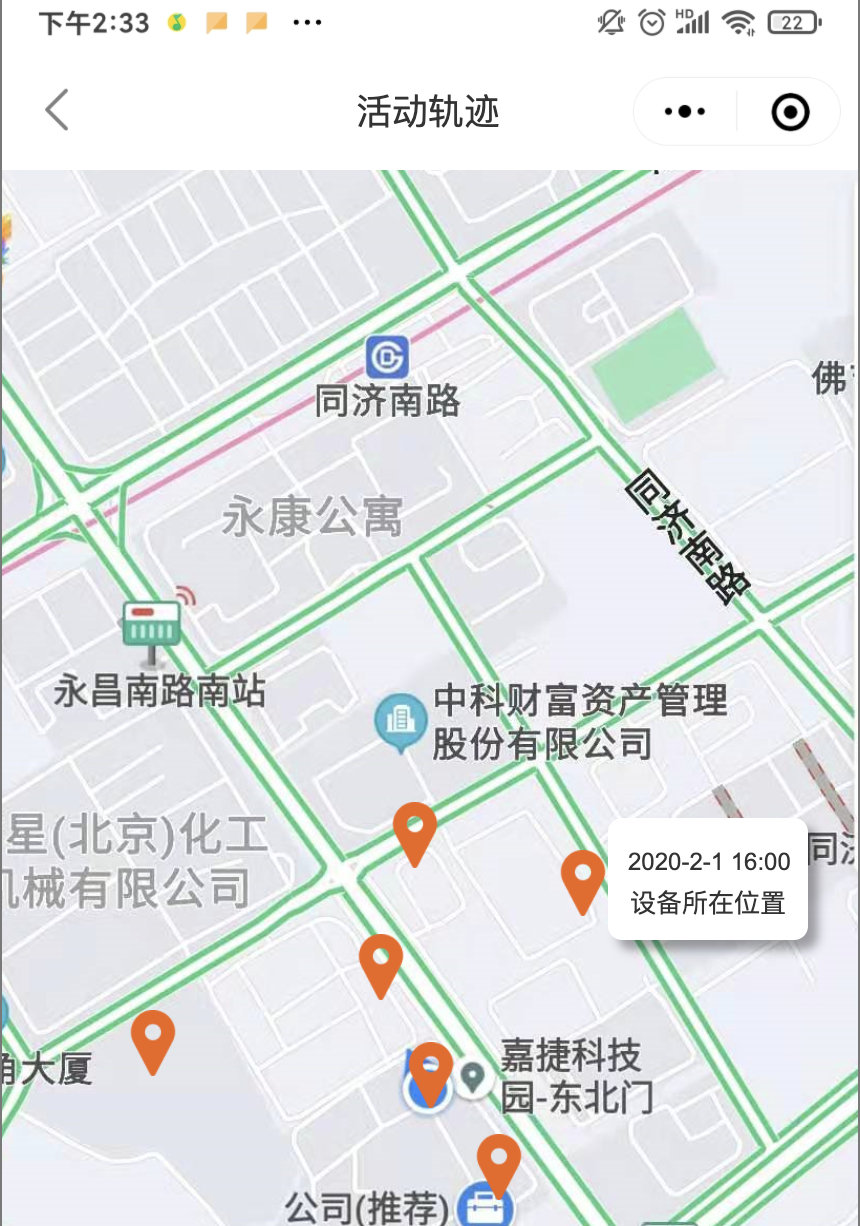 下午2:33
HD
22
活动轨迹
同济南路
永康公寓
同济南路
永昌南路南站
中科财富资产管理
股份有限公司
星(北京)化工
机械有限公司
2020-2-1 16:00
设备所在位置
同济
大厦
嘉捷科技
园-东北门
公司(推荐)